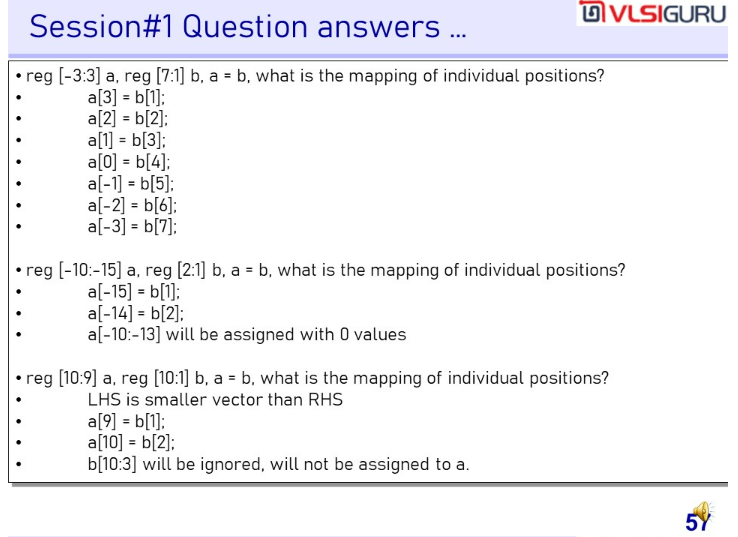 VLSIGURU
Session#1 Question answers ...
• reg [-3:3] a, reg [7:1] b, a = b, what is the mapping of individual positions?
• a[3] = b[1];
• a[2] = b[2];
• a[1] = b[3];
• a[0] = b[4];
• a[-1] = b[5];
• a[-2] = b[6];
• a[-3] = b[7];
• reg [-10:-15] a, reg [2:1] b, a = b, what is the mapping of individual positions?
• a[-15] = b[1];
• a[-14] = b[2];
• a[-10:-13] will be assigned with 0 values
• reg [10:9] a, reg [10:1] b, a = b, what is the mapping of individual positions?
• LHS is smaller vector than RHS
• a[9] = b[1];
• a[10] = b[2];
• b[10:3] will be ignored, will not be assigned to a.
57